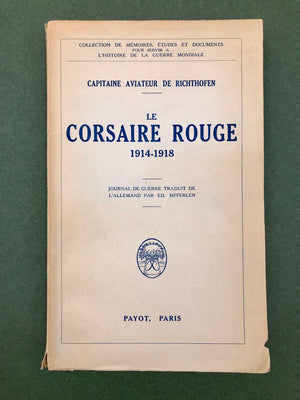 COLLECTION DE MÉMOIRES, ÉTUDES ET DOCUMENTS
POUR SERVIR A
L'HISTOIRE DE LA GUERRE MONDIALE
CAPITAINE AVIATEUR DE RICHTHOFEN
LE
CORSAIRE ROUGE
1914-1918
JOURNAL DE GUERRE TRADUIT DE
L'ALLEMAND PAR ED. SIFFERLEN
PAYOT, PARIS